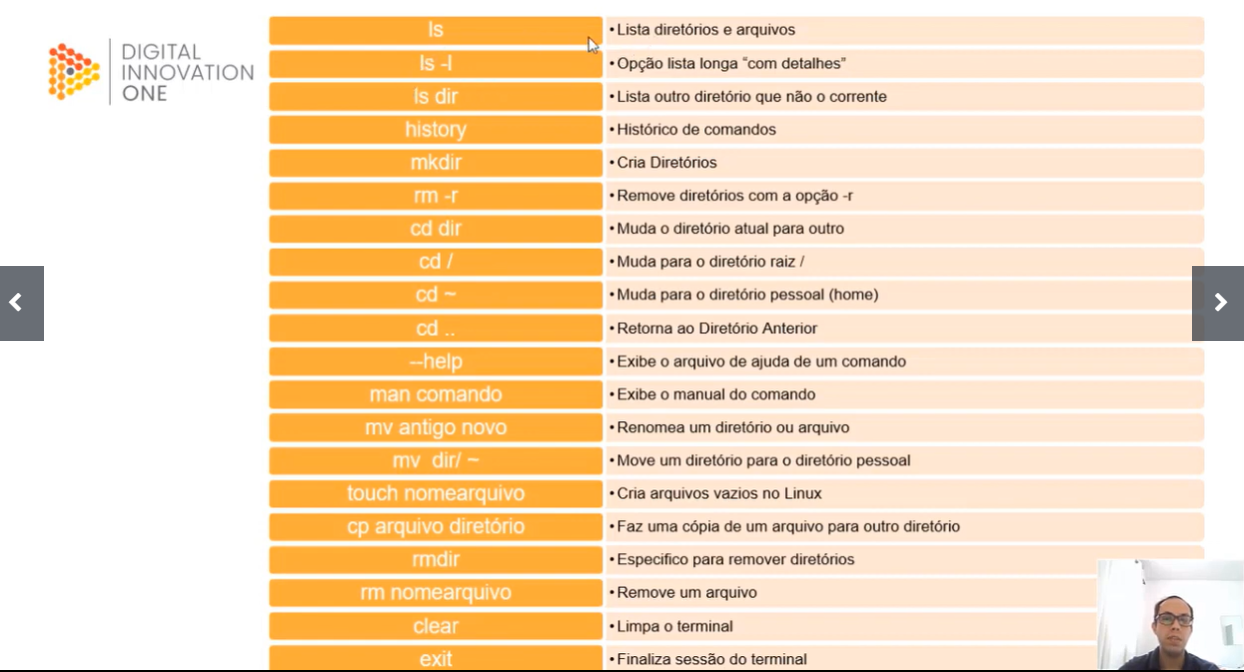 DIGITAL
INNOVATION
ONE
ls
• Lista diretórios e arquivos
ls -l
• Opção lista longa “com detalhes”
ls dir
• Lista outro diretório que não o corrente
history
• Histórico de comandos
mkdir
• Cria Diretórios
rm -r
• Remove diretórios com a opção -r
cd dir
• Muda o diretório atual para outro
cd /
• Muda para o diretório raiz /
cd ~
• Muda para o diretório pessoal (home)
cd ..
• Retorna ao Diretório Anterior
--help
• Exibe o arquivo de ajuda de um comando
man comando
• Exibe o manual do comando
mv antigo novo
• Renomea um diretório ou arquivo
mv dir/ ~
• Move um diretório para o diretório pessoal
touch nomearquivo
• Cria arquivos vazios no Linux
cp arquivo diretório
• Faz uma cópia de um arquivo para outro diretório
rmdir
• Especifico para remover diretórios
rm nomearquivo
• Remove um arquivo
clear
• Limpa o terminal
exit
• Finaliza sessão do terminal